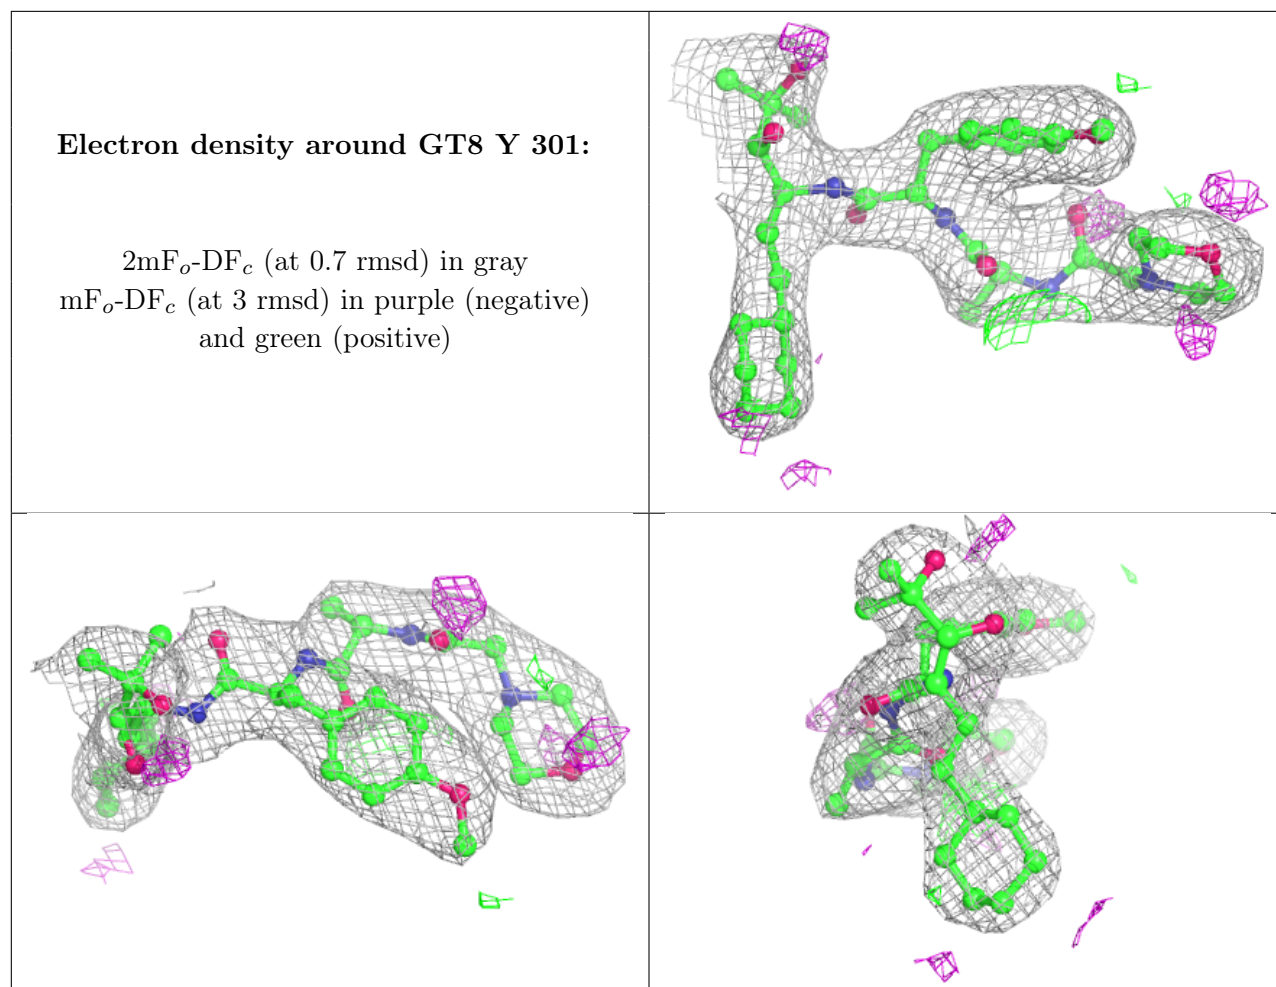 Electron density around GT8 Y 301:
2mFo-DFc (at 0.7 rmsd) in gray
mFo-DFc (at 3 rmsd) in purple (negative)
and green (positive)